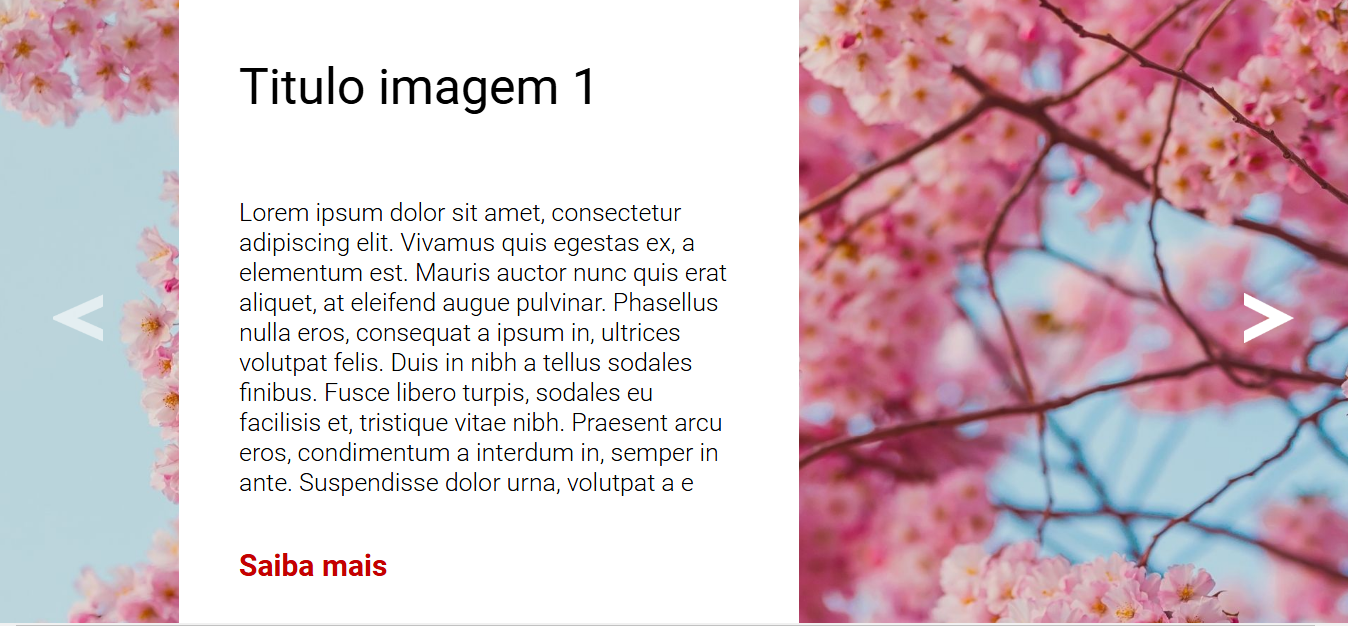 Titulo imagem 1
Lorem ipsum dolor sit amet, consectetur
adipiscing elit. Vivamus quis egestas ex, a
elementum est. Mauris auctor nunc quis erat
aliquet, at eleifend augue pulvinar. Phasellus
nulla eros, consequat a ipsum in, ultrices
volutpat felis. Duis in nibh a tellus sodales
finibus. Fusce libero turpis, sodales eu
facilisis et, tristique vitae nibh. Praesent arcu
eros, condimentum a interdum in, semper in
ante. Suspendisse dolor urna, volutpat a e
<
>
Saiba mais